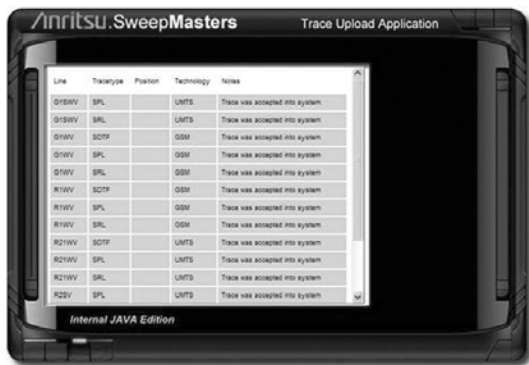 Anritsu.SweepMasters Trace Upload Application
Line Tracetype Position Technology Notes
G1SWV SPL UMTS Trace was accepted into system
G1SWV SRL UMTS Trace was accepted into system
G1WV SDTF GSM Trace was accepted into system
G1WV SPL GSM Trace was accepted into system
G1WV SRL GSM Trace was accepted into system
R1WV SDTF GSM Trace was accepted into system
R1WV SPL GSM Trace was accepted into system
R1WV SRL GSM Trace was accepted into system
R21WV SDTF UMTS Trace was accepted into system
R21WV SPL UMTS Trace was accepted into system
R21WV SRL UMTS Trace was accepted into system
R2SV SPL UMTS Trace was accepted into system
Internal JAVA Edition